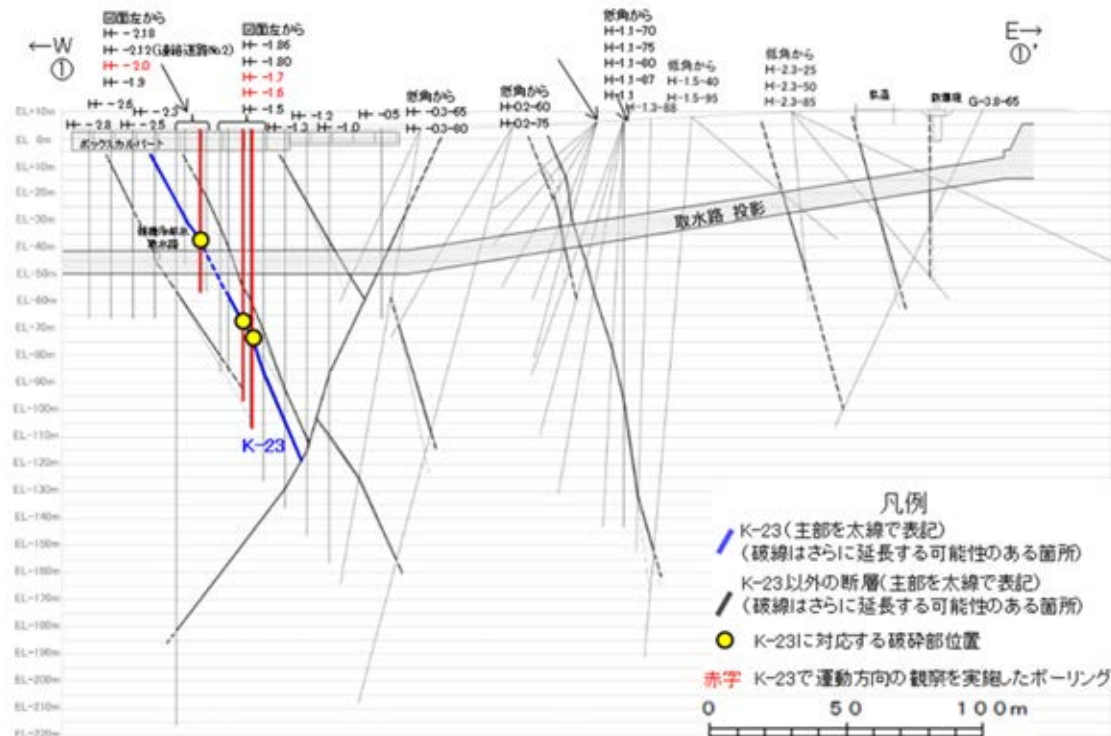 ←W
①
図面左から
H- -2.18
H- -2.12(連絡道路No.2)
H- -2.0
H- -1.9
図面左から
H- -1.86
H- -1.80
H- -1.7
H- -1.6
H- -1.5
H- -2.6
H- -2.3
H- -2.8
H- -2.5
H- -1.3
H- -1.2
H- -1.0
H- -0.5
低角から
H- -0.3-65
H- -0.3-80
低角から
H-0.2-60
H-0.2-75
低角から
H-1.1-70
H-1.1-75
H-1.1-80
H-1.1-87
H-1.1
H-1.3-88
低角から
H-1.5-40
H-1.5-95
低角から
H-2.3-25
H-2.3-50
H-2.3-85
G-3.8-65
E→
①'
ボックスカルバート
取水路 投影
K-23
EL+10m
EL 0m
EL-10m
EL-20m
EL-30m
EL-40m
EL-50m
EL-60m
EL-70m
EL-80m
EL-90m
EL-100m
EL-110m
EL-120m
EL-130m
EL-140m
EL-150m
EL-160m
EL-170m
EL-180m
EL-190m
EL-200m
EL-210m
EL-220m
凡例
K-23(主部を太線で表記)
(破線はさらに延長する可能性のある箇所)
K-23以外の断層(主部を太線で表記)
(破線はさらに延長する可能性のある箇所)
K-23に対応する破砕部位置
赤字 K-23で運動方向の観察を実施したボーリング
0 50 100m